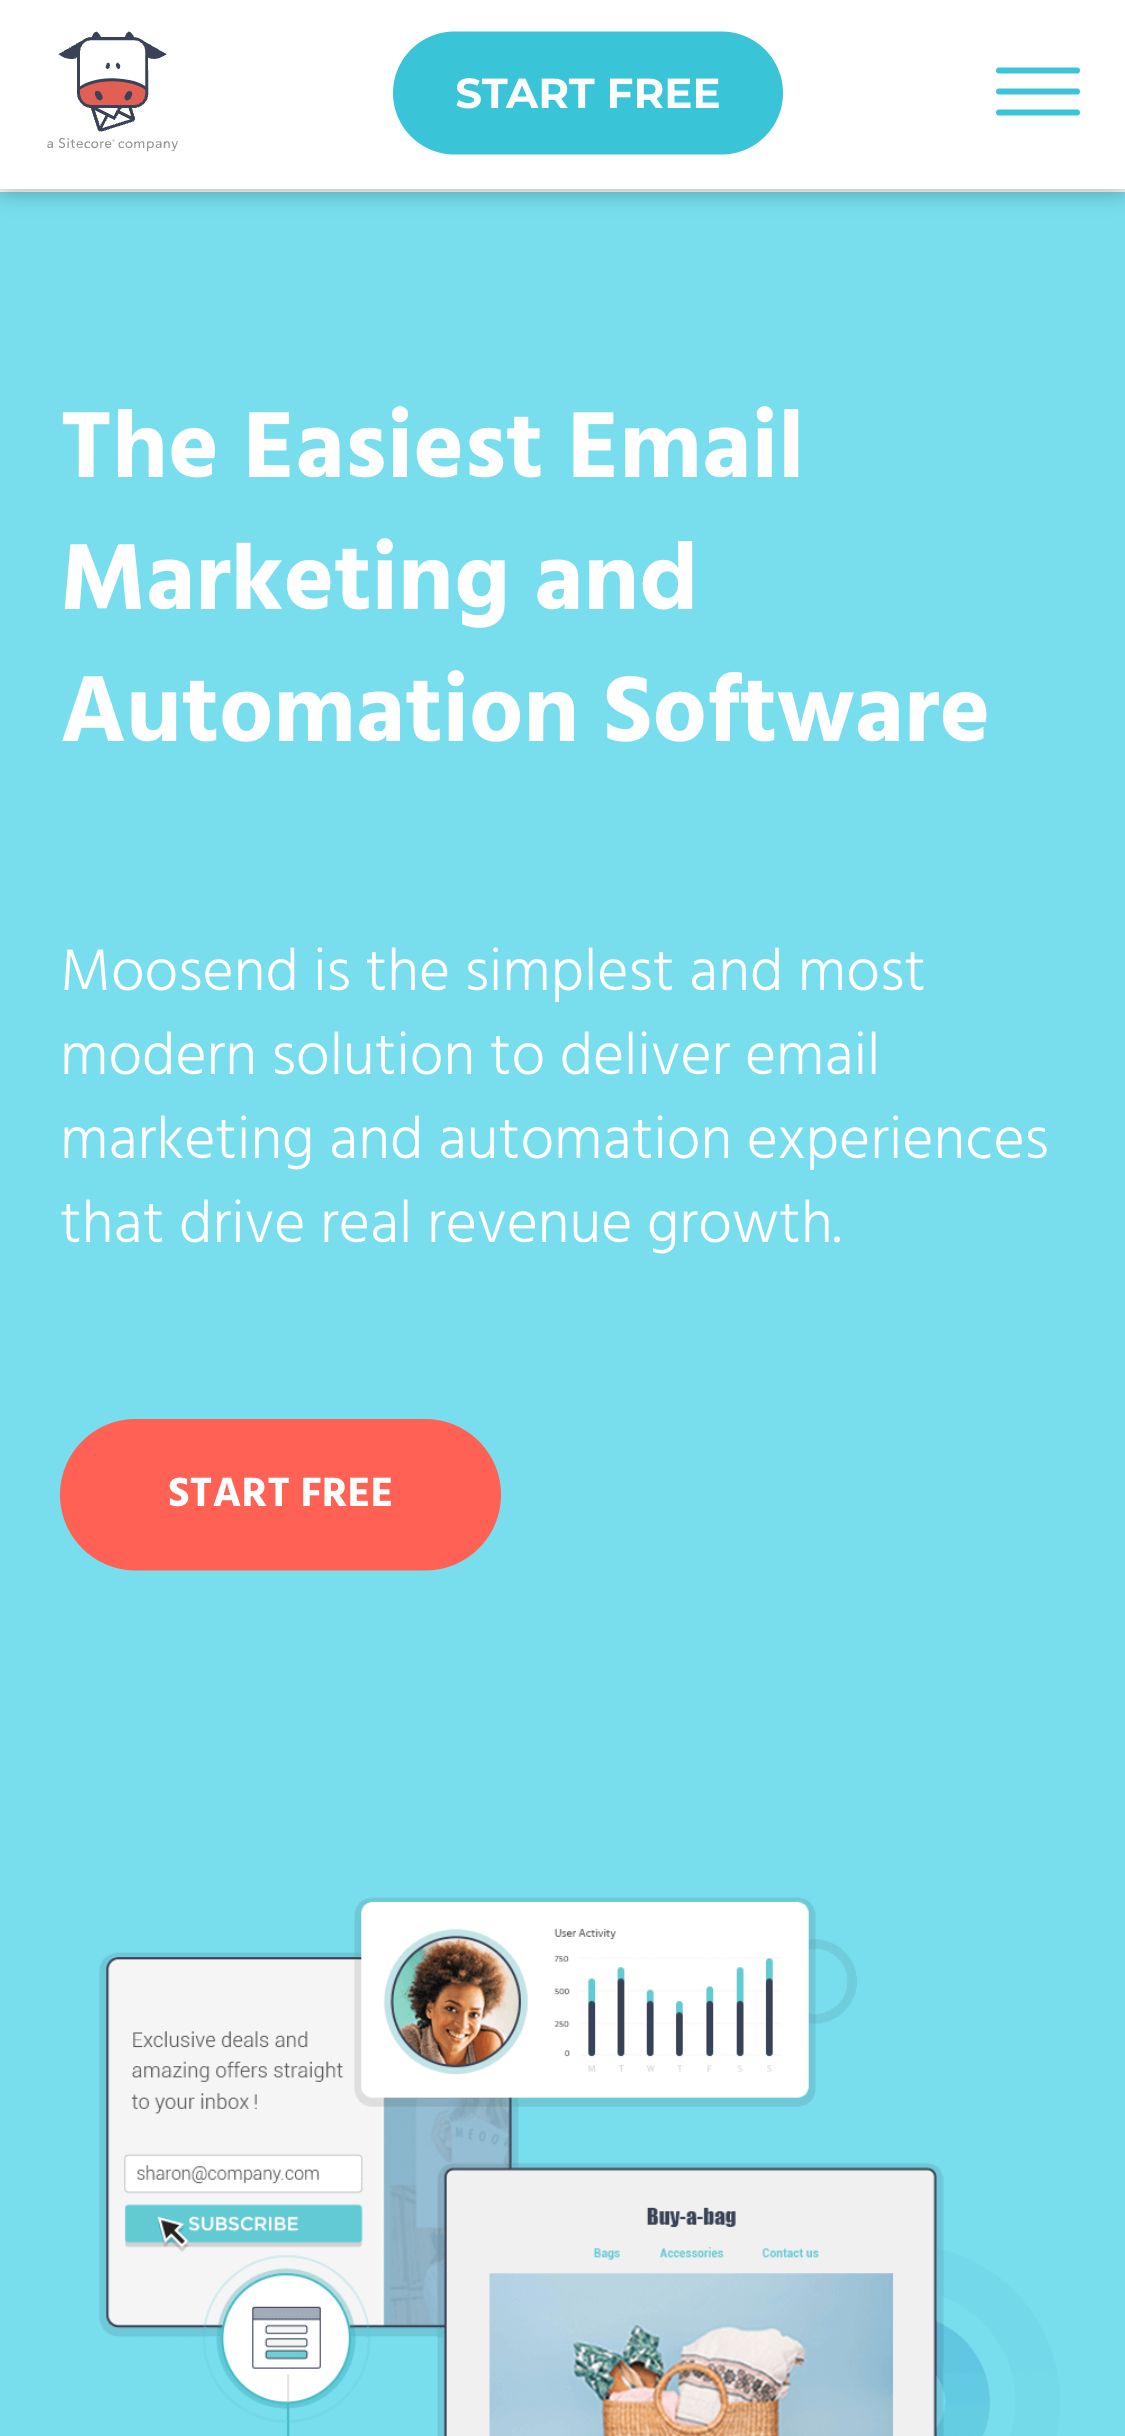 START FREE
a Sitecore company
The Easiest Email
Marketing and
Automation Software
Moosend is the simplest and most
modern solution to deliver email
marketing and automation experiences
that drive real revenue growth.
START FREE
User Activity
750
500
250
0
M T W T F S S
Exclusive deals and
amazing offers straight
to your inbox !
sharon@company.com
SUBSCRIBE
Buy-a-bag
Bags Accessories Contact us